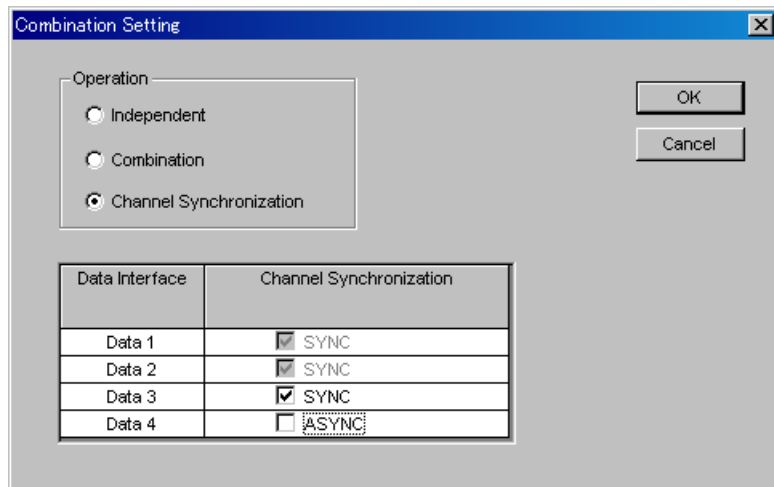 Combination Setting
Operation
Independent
Combination
Channel Synchronization
OK
Cancel
Data Interface Channel Synchronization
Data 1 SYNC
Data 2 SYNC
Data 3 SYNC
Data 4 ASYNC